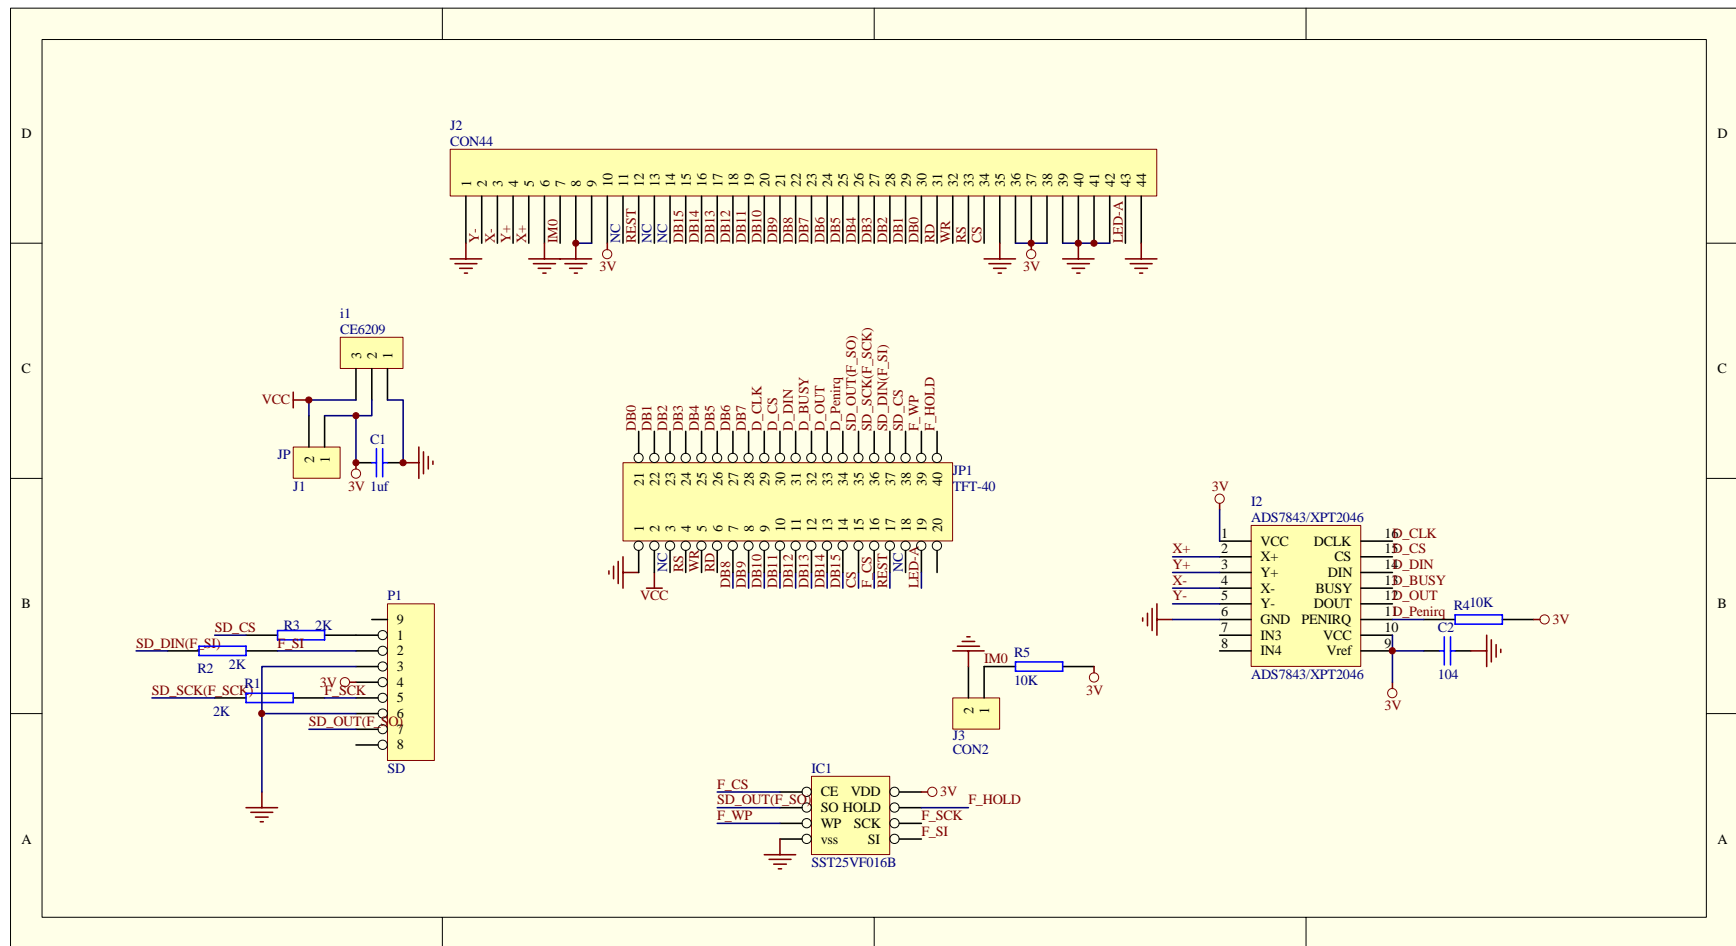 D
D
J2
CON44
1 2 3 4 5 6 7 8 9 10 11 12 13 14 15 16 17 18 19 20 21 22 23 24 25 26 27 28 29 30 31 32 33 34 35 36 37 38 39 40 41 42 43 44
Y- X- Y+ X+ IM0 NC REST NC NC DB15 DB14 DB13 DB12 DB11 DB10 DB9 DB8 DB7 DB6 DB5 DB4 DB3 DB2 DB1 DB0 RD WR RS CS LED-A
3V
3V
C
C
i1
CE6209
3 2 1
VCC
JP
2 1
J1
C1
3V
1uf
DB0 DB1 DB2 DB3 DB4 DB5 DB6 DB7 D_CLK D_CS D_DIN D_BUSY D_OUT D_Penirq SD_OUT(F_SO) SD_SCK(F_SCK) SD_DIN(F_SI) SD_CS F_WP F_HOLD
JP1
TFT-40
21 22 23 24 25 26 27 28 29 30 31 32 33 34 35 36 37 38 39 40
1 2 3 4 5 6 7 8 9 10 11 12 13 14 15 16 17 18 19 20
VCC
NC RS WR RD DB8 DB9 DB10 DB11 DB12 DB13 DB14 DB15 CS F_CS REST NC LED-A
B
B
3V
I2
ADS7843/XPT2046
X+ 2 X+
Y+ 3 Y+
X- 4 X-
Y- 5 Y-
1 VCC
6 GND
7 IN3
8 IN4
DCLK 16 D_CLK
CS 15 D_CS
DIN 14 D_DIN
BUSY 13 D_BUSY
DOUT 12 D_OUT
PENIRQ 11 D_Penirq
VCC 10
Vref 9
ADS7843/XPT2046
R4 10K
3V
C2
104
3V
P1
9
SD_CS R3 2K 1
SD_DIN(F_SI) F_SI 2
R2 2K
3
3V 4
SD_SCK(F_SCK) R1 F_SCK 5
2K
6
SD_OUT(F_SO) 7
8
SD
IM0 R5
10K
3V
2 1
J3
CON2
A
A
IC1
F_CS CE VDD 3V
SD_OUT(F_SO) SO HOLD F_HOLD
F_WP WP SCK F_SCK
vss SI F_SI
SST25VF016B